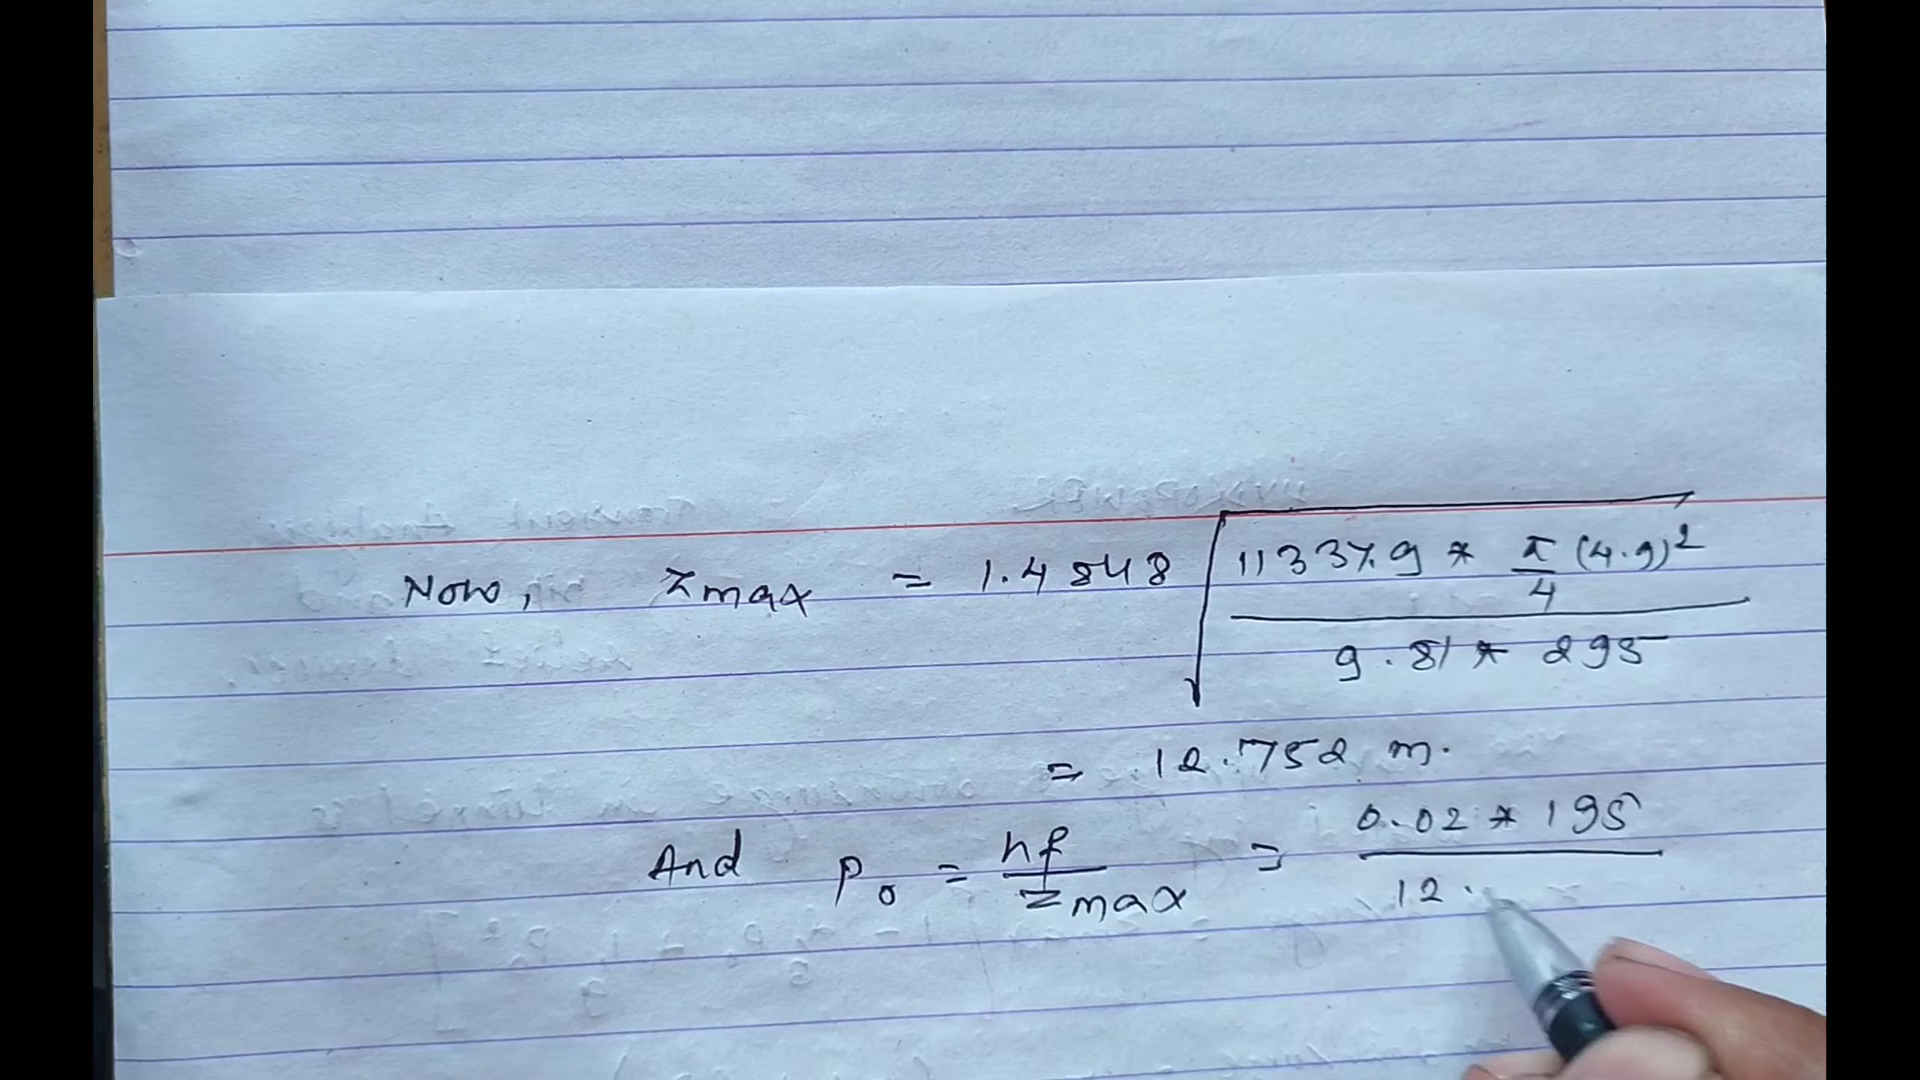 Now, Zmax = 1.4848 √ 11337.9 * π/4 (4.9)² / 9.81 * 295
= 12.752 m.
And P₀ = hf / Zmax = 0.02 * 195 / 12.